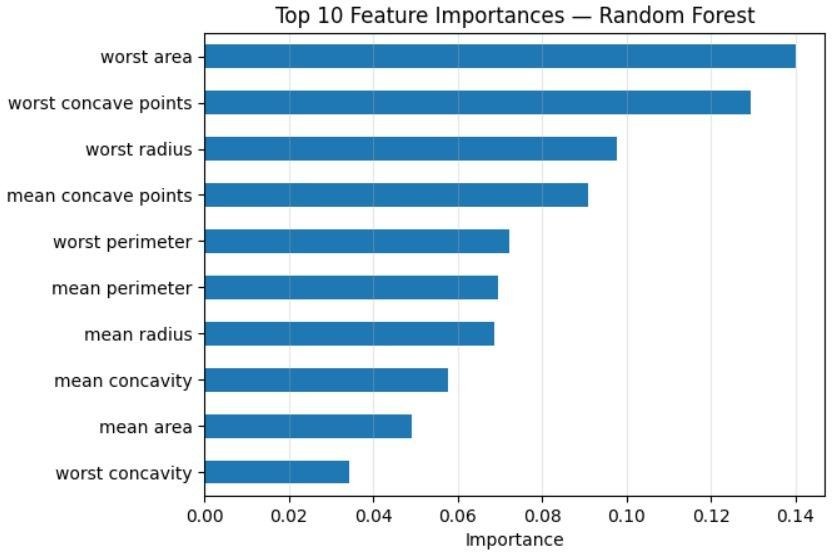 Top 10 Feature Importances — Random Forest
worst area
worst concave points
worst radius
mean concave points
worst perimeter
mean perimeter
mean radius
mean concavity
mean area
worst concavity
0.00 0.02 0.04 0.06 0.08 0.10 0.12 0.14
Importance